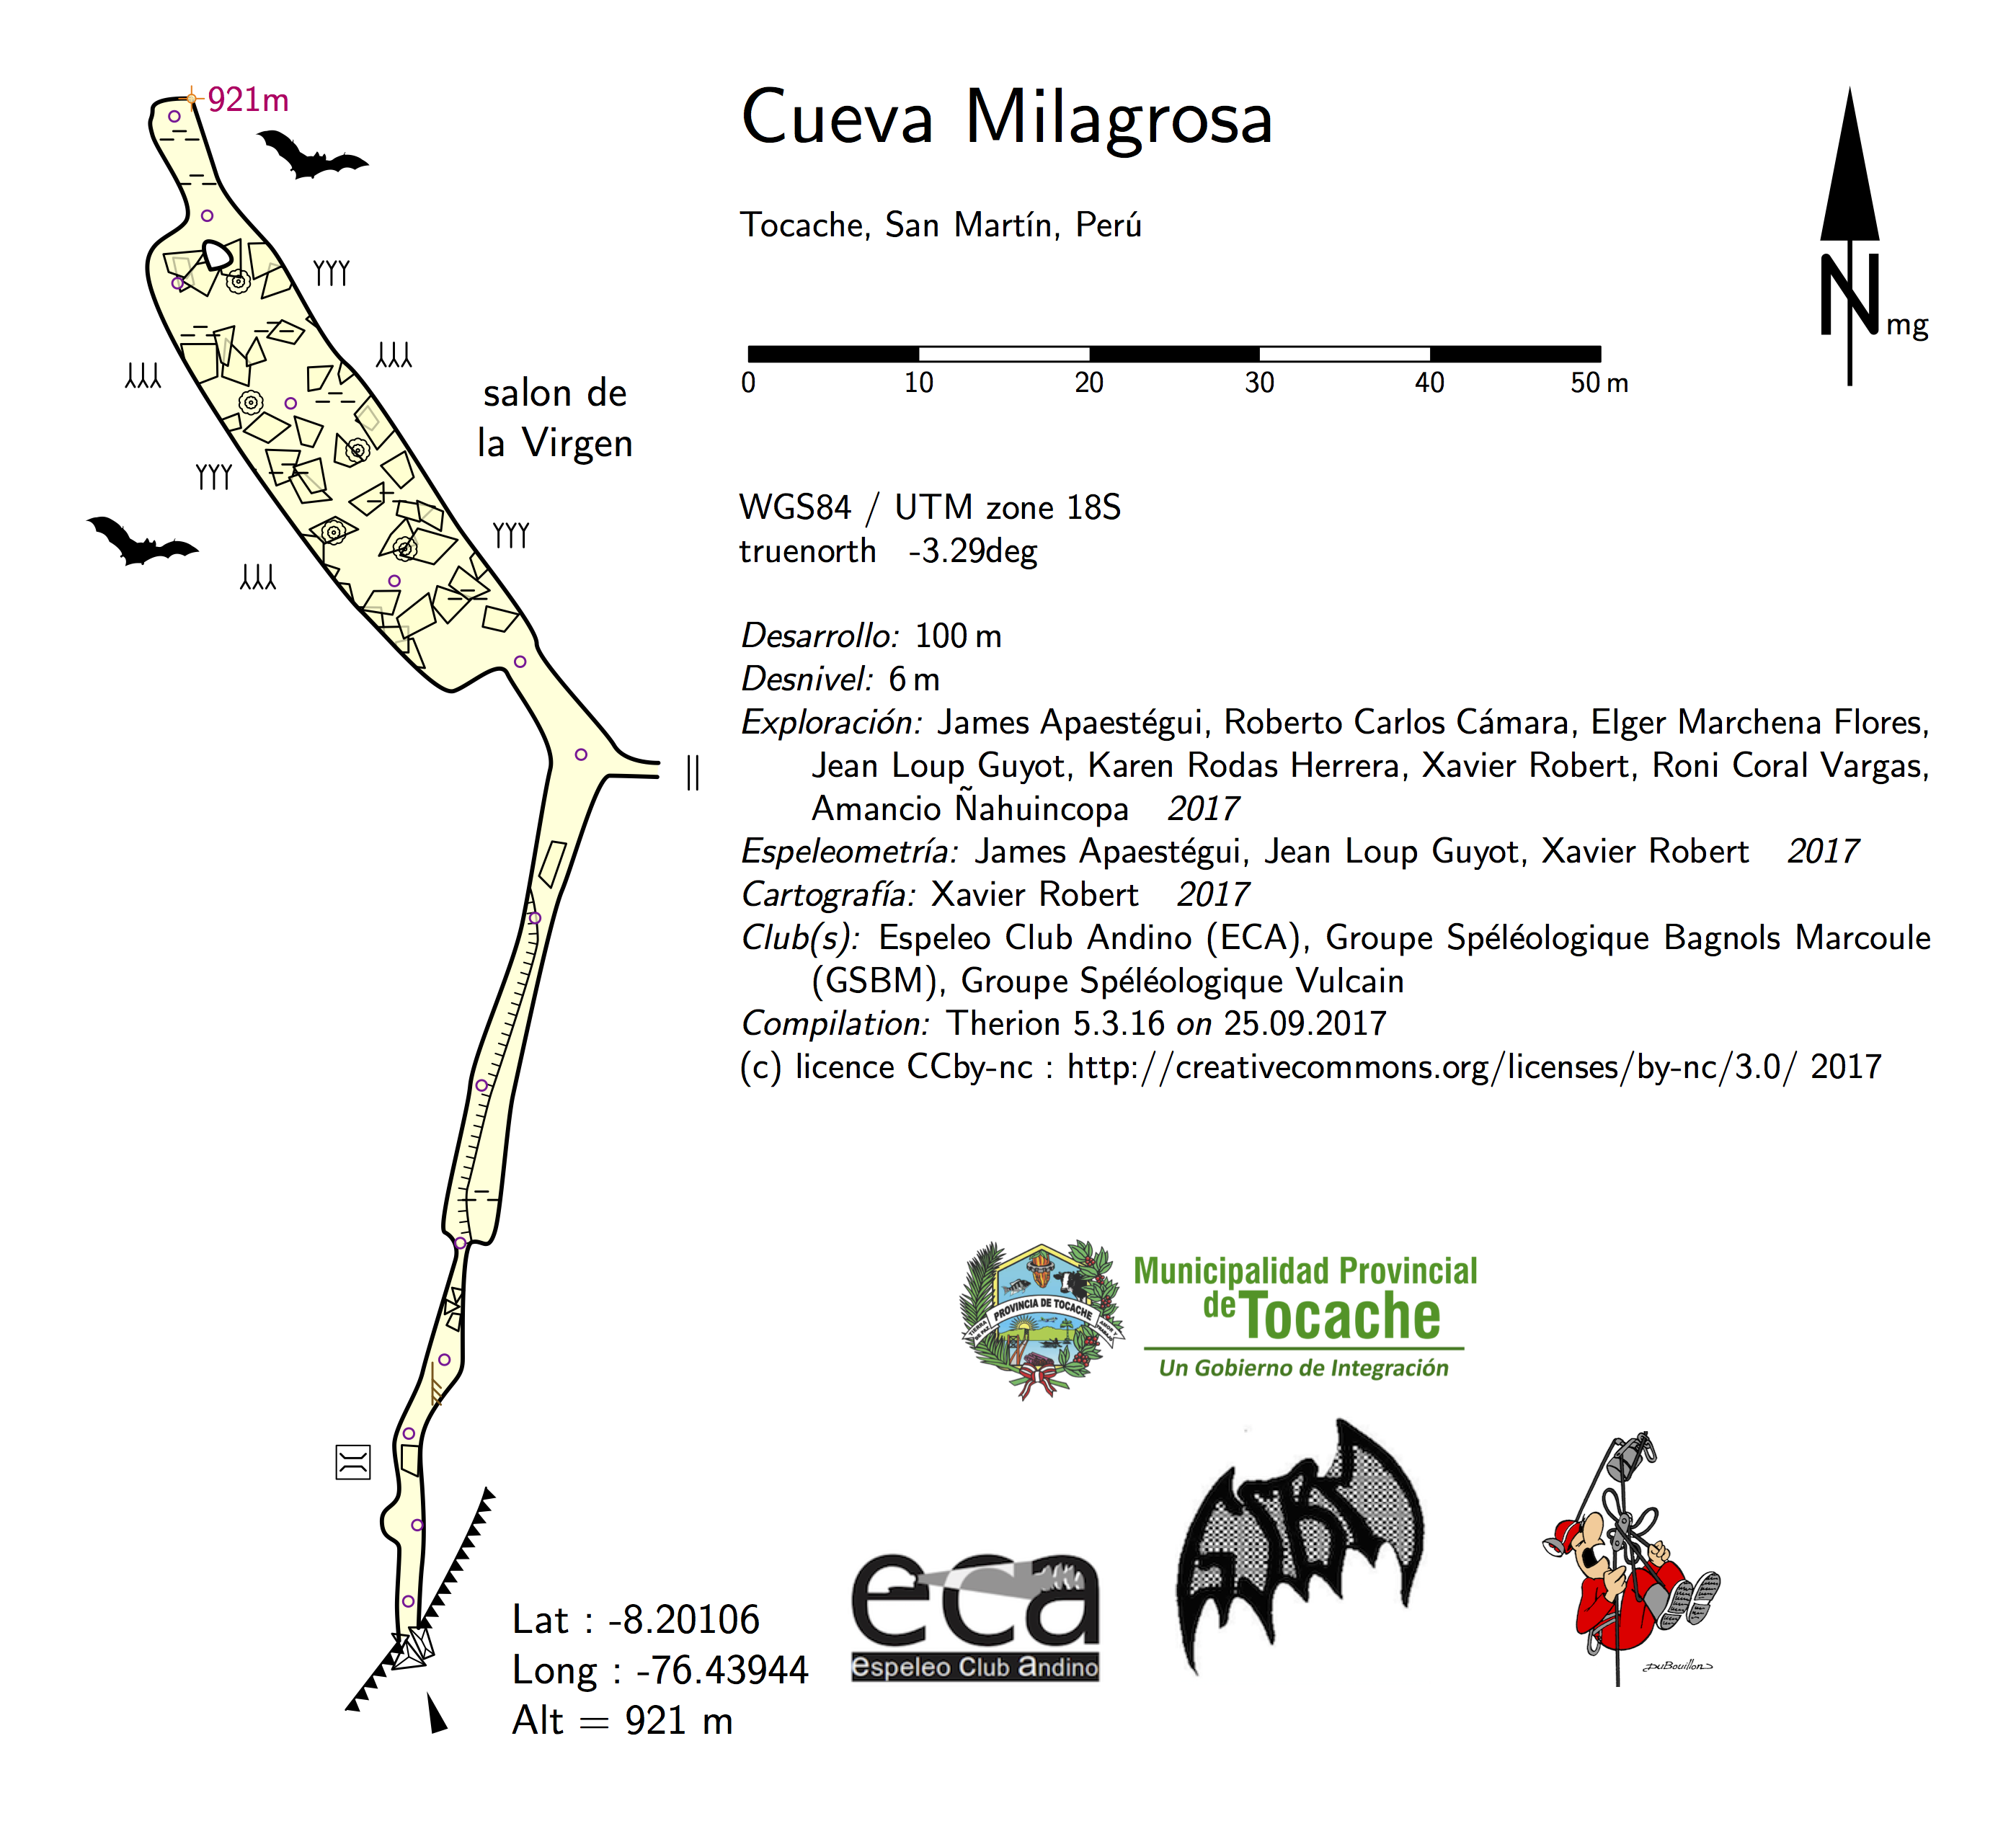 921m
Cueva Milagrosa
Tocache, San Martín, Perú
N mg
0 10 20 30 40 50 m
salon de
la Virgen
WGS84 / UTM zone 18S
truenorth -3.29deg
Desarrollo: 100 m
Desnivel: 6 m
Exploración: James Apaestégui, Roberto Carlos Cámara, Elger Marchena Flores,
Jean Loup Guyot, Karen Rodas Herrera, Xavier Robert, Roni Coral Vargas,
Amancio Ñahuincopa 2017
Espeleometría: James Apaestégui, Jean Loup Guyot, Xavier Robert 2017
Cartografía: Xavier Robert 2017
Club(s): Espeleo Club Andino (ECA), Groupe Spéléologique Bagnols Marcoule
(GSBM), Groupe Spéléologique Vulcain
Compilation: Therion 5.3.16 on 25.09.2017
(c) licence CCby-nc : http://creativecommons.org/licenses/by-nc/3.0/ 2017
PROVINCIA DE TOCACHE
Municipalidad Provincial
de Tocache
Un Gobierno de Integración
Lat : -8.20106
Long : -76.43944
Alt = 921 m
eca
espeleo Club andino
GSBM
DuBouillon